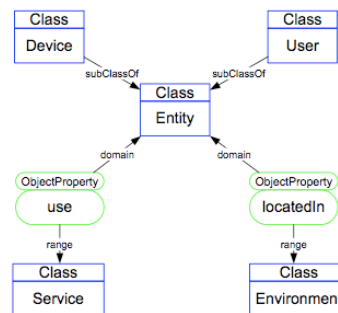 Class
Class
Device
User
subClassOf
subClassOf
Class
Entity
domain
domain
ObjectProperty
ObjectProperty
use
locatedIn
range
range
Class
Class
Service
Environmen